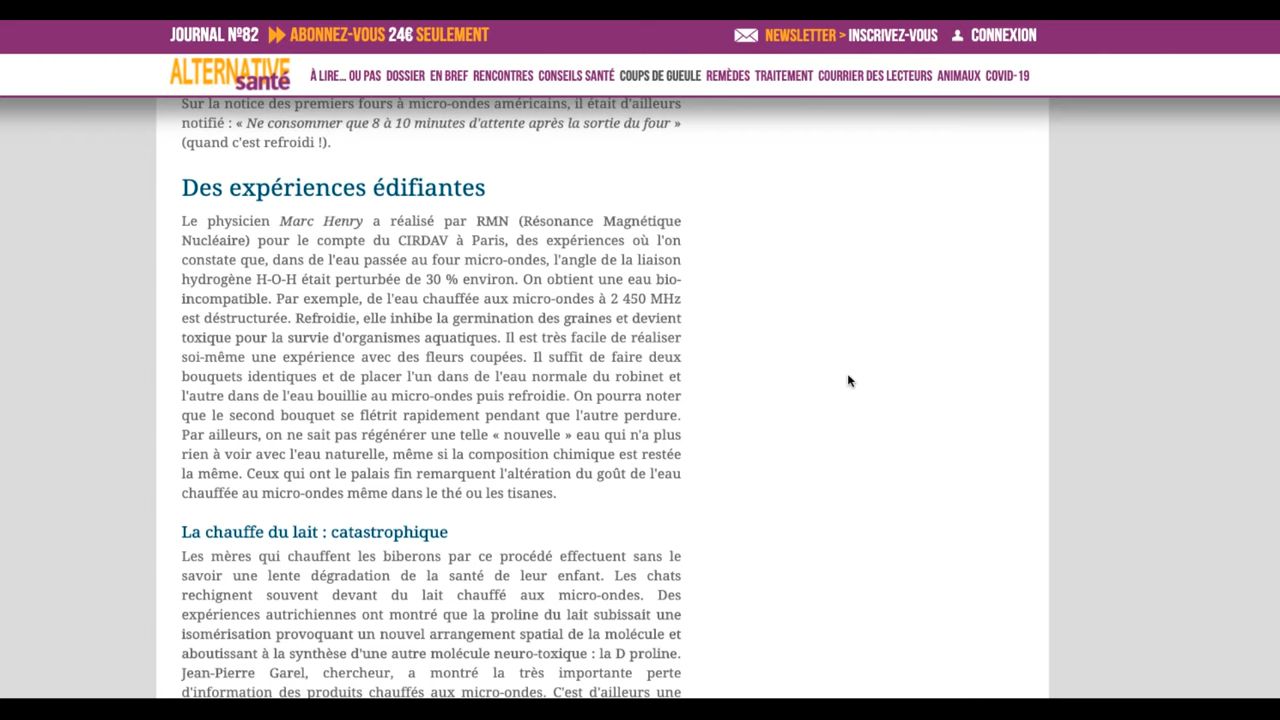 JOURNAL Nº82 ABONNEZ-VOUS 24€ SEULEMENT NEWSLETTER > INSCRIVEZ-VOUS CONNEXION
ALTERNATIVE santé
À LIRE... OU PAS DOSSIER EN BREF RENCONTRES CONSEILS SANTÉ COUPS DE GUEULE REMÈDES TRAITEMENT COURRIER DES LECTEURS ANIMAUX COVID-19
Sur la notice des premiers fours à micro-ondes américains, il était d'ailleurs
notifié : « Ne consommer que 8 à 10 minutes d'attente après la sortie du four »
(quand c'est refroidi !).
Des expériences édifiantes
Le physicien Marc Henry a réalisé par RMN (Résonance Magnétique
Nucléaire) pour le compte du CIRDAV à Paris, des expériences où l'on
constate que, dans de l'eau passée au four micro-ondes, l'angle de la liaison
hydrogène H-O-H était perturbée de 30 % environ. On obtient une eau bio-
incompatible. Par exemple, de l'eau chauffée aux micro-ondes à 2 450 MHz
est déstructurée. Refroidie, elle inhibe la germination des graines et devient
toxique pour la survie d'organismes aquatiques. Il est très facile de réaliser
soi-même une expérience avec des fleurs coupées. Il suffit de faire deux
bouquets identiques et de placer l'un dans de l'eau normale du robinet et
l'autre dans de l'eau bouillie au micro-ondes puis refroidie. On pourra noter
que le second bouquet se flétrit rapidement pendant que l'autre perdure.
Par ailleurs, on ne sait pas régénérer une telle « nouvelle » eau qui n'a plus
rien à voir avec l'eau naturelle, même si la composition chimique est restée
la même. Ceux qui ont le palais fin remarquent l'altération du goût de l'eau
chauffée au micro-ondes même dans le thé ou les tisanes.
La chauffe du lait : catastrophique
Les mères qui chauffent les biberons par ce procédé effectuent sans le
savoir une lente dégradation de la santé de leur enfant. Les chats
rechignent souvent devant du lait chauffé aux micro-ondes. Des
expériences autrichiennes ont montré que la proline du lait subissait une
isomérisation provoquant un nouvel arrangement spatial de la molécule et
aboutissant à la synthèse d'une autre molécule neuro-toxique : la D proline.
Jean-Pierre Garel, chercheur, a montré la très importante perte
d'information des produits chauffés aux micro-ondes. C'est d'ailleurs une